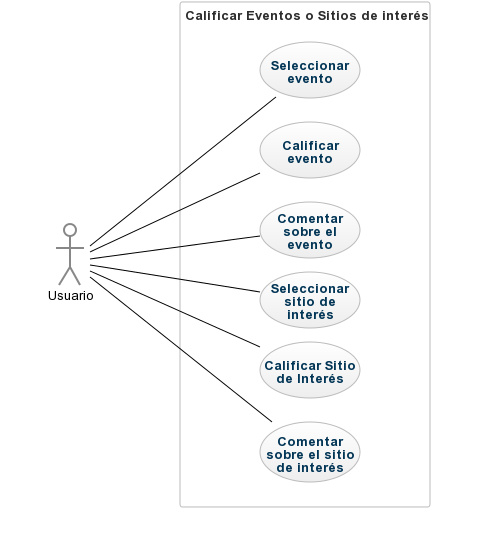 Calificar Eventos o Sitios de interés
Seleccionar
evento
Calificar
evento
Comentar
sobre el
evento
Seleccionar
sitio de
interés
Usuario
Calificar Sitio
de Interés
Comentar
sobre el sitio
de interés